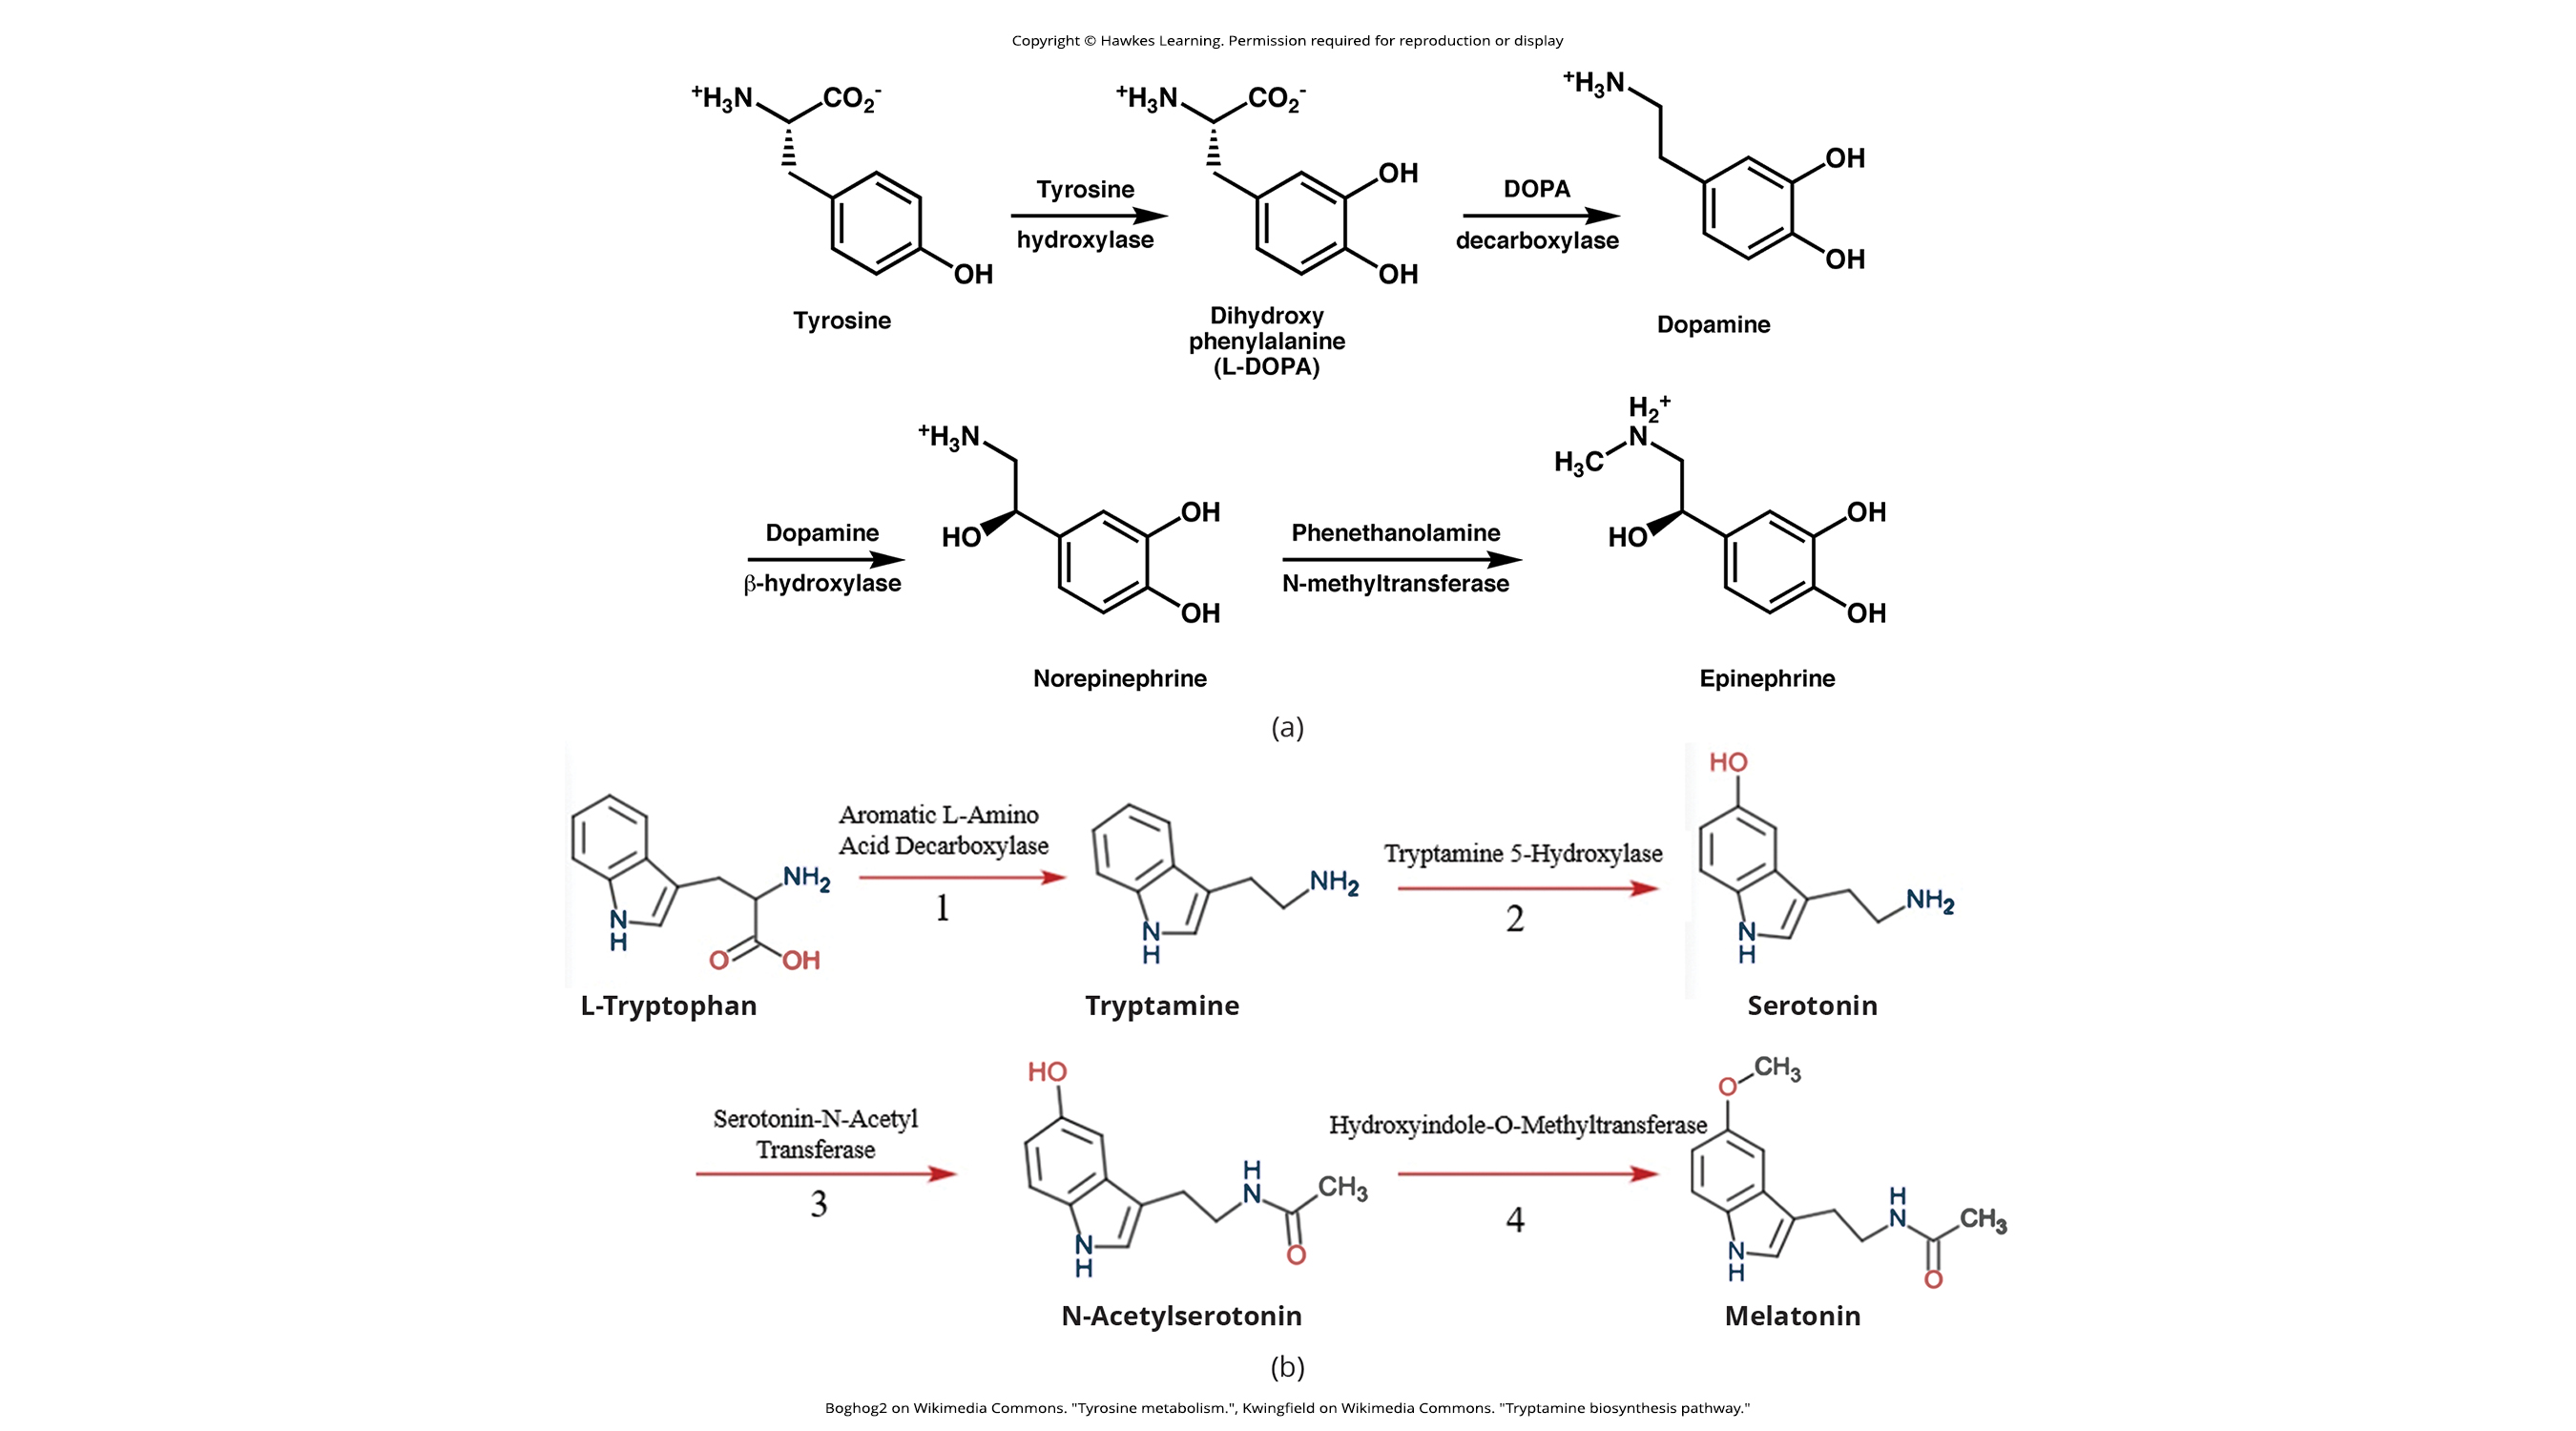 Copyright © Hawkes Learning. Permission required for reproduction or display
+H3N CO2-
OH
Tyrosine
Tyrosine
hydroxylase
+H3N CO2-
OH
OH
Dihydroxy
phenylalanine
(L-DOPA)
DOPA
decarboxylase
+H3N
OH
OH
Dopamine
Dopamine
β-hydroxylase
+H3N
HO
OH
OH
Norepinephrine
Phenethanolamine
N-methyltransferase
H2+
N
H3C
HO
OH
OH
Epinephrine
(a)
NH2
N
H
O OH
L-Tryptophan
Aromatic L-Amino
Acid Decarboxylase
1
NH2
N
H
Tryptamine
Tryptamine 5-Hydroxylase
2
HO
NH2
N
H
Serotonin
Serotonin-N-Acetyl
Transferase
3
HO
H
N
CH3
O
N
H
N-Acetylserotonin
Hydroxyindole-O-Methyltransferase
4
CH3
O
H
N
CH3
O
N
H
Melatonin
(b)
Boghog2 on Wikimedia Commons. "Tyrosine metabolism.", Kwingfield on Wikimedia Commons. "Tryptamine biosynthesis pathway."